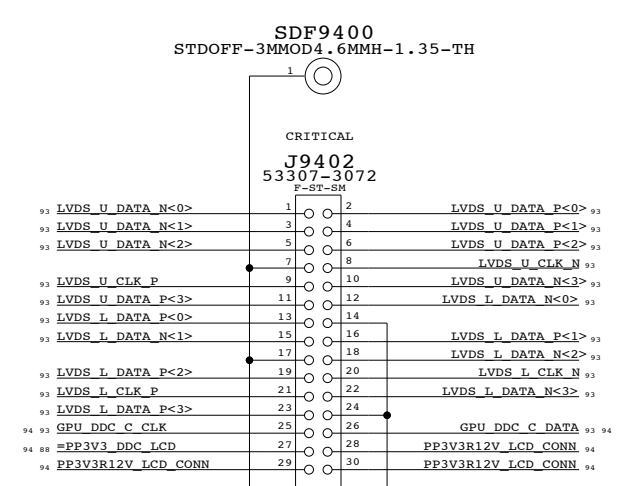 SDF9400
STDOFF-3MMOD4.6MMH-1.35-TH
1
CRITICAL
J9402
53307-3072
F-ST-SM
93 LVDS_U_DATA_N<0> 1 2 LVDS_U_DATA_P<0> 93
93 LVDS_U_DATA_N<1> 3 4 LVDS_U_DATA_P<1> 93
93 LVDS_U_DATA_N<2> 5 6 LVDS_U_DATA_P<2> 93
7 8 LVDS_U_CLK_N 93
93 LVDS_U_CLK_P 9 10 LVDS_U_DATA_N<3> 93
93 LVDS_U_DATA_P<3> 11 12 LVDS_L_DATA_N<0> 93
93 LVDS_L_DATA_P<0> 13 14
93 LVDS_L_DATA_N<1> 15 16 LVDS_L_DATA_P<1> 93
17 18 LVDS_L_DATA_N<2> 93
93 LVDS_L_DATA_P<2> 19 20 LVDS_L_CLK_N 93
93 LVDS_L_CLK_P 21 22 LVDS_L_DATA_N<3> 93
93 LVDS_L_DATA_P<3> 23 24
94 93 GPU_DDC_C_CLK 25 26 GPU_DDC_C_DATA 93 94
94 88 =PP3V3_DDC_LCD 27 28 PP3V3R12V_LCD_CONN 94
94 PP3V3R12V_LCD_CONN 29 30 PP3V3R12V_LCD_CONN 94